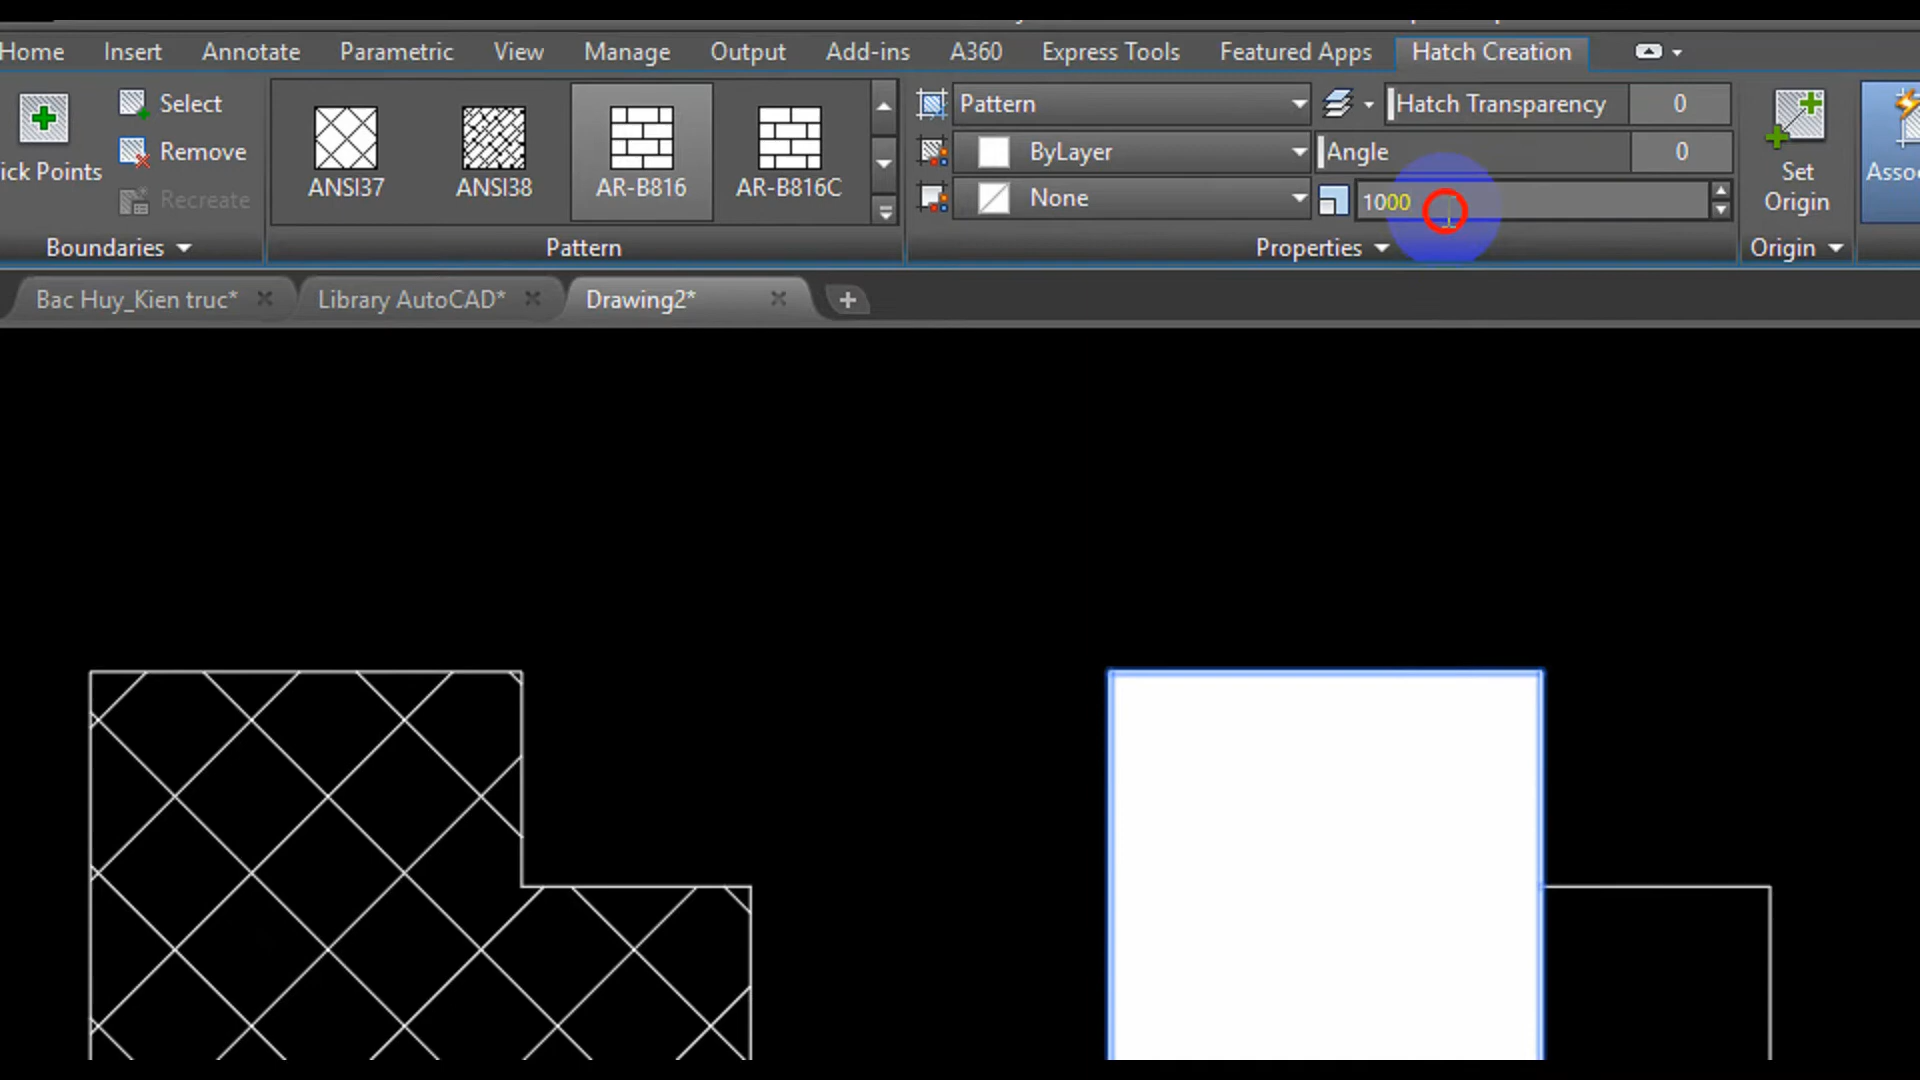 Home Insert Annotate Parametric View Manage Output Add-ins A360 Express Tools Featured Apps Hatch Creation
Select
Remove
Recreate
ick Points
Boundaries
ANSI37 ANSI38 AR-B816 AR-B816C
Pattern
Pattern
ByLayer
None
Hatch Transparency 0
Angle 0
1000
Properties
Set
Origin
Origin
Asso
Bac Huy_Kien truc* Library AutoCAD* Drawing2*